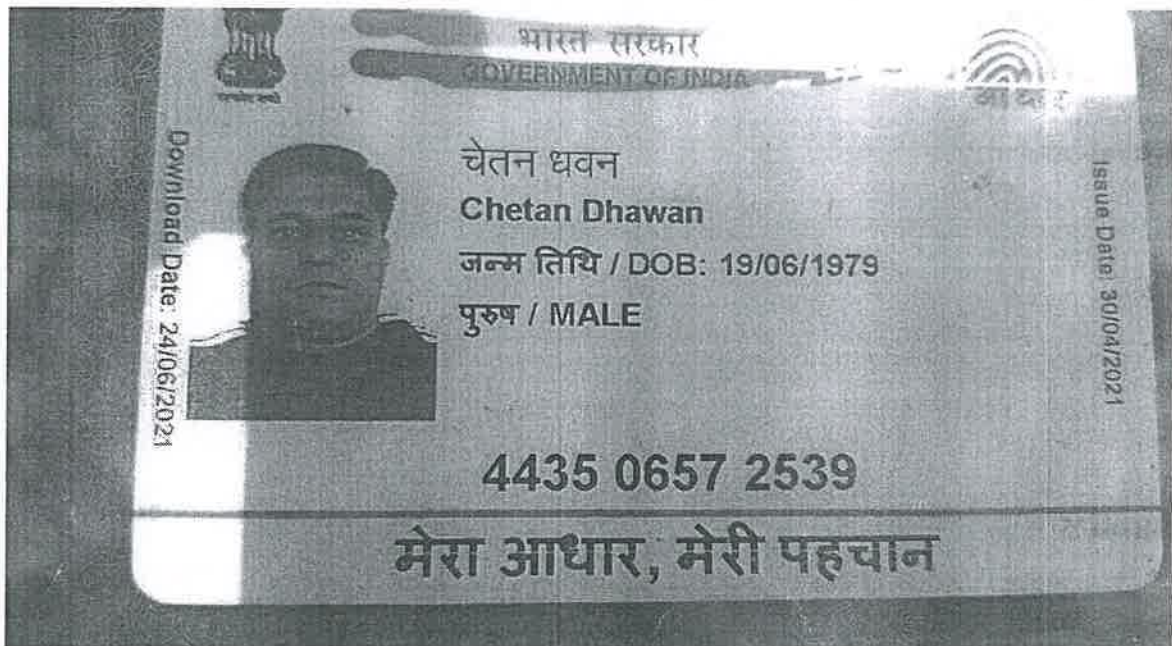 भारत सरकार
GOVERNMENT OF INDIA
चेतन धवन
Chetan Dhawan
जन्म तिथि / DOB: 19/06/1979
पुरुष / MALE
Download Date: 24/06/2021
Issue Date: 30/04/2021
4435 0657 2539
मेरा आधार, मेरी पहचान